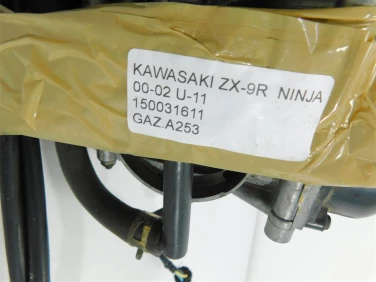 KAWASAKI ZX-9R NINJA
00-02 U-11
150031611
GAZ.A253